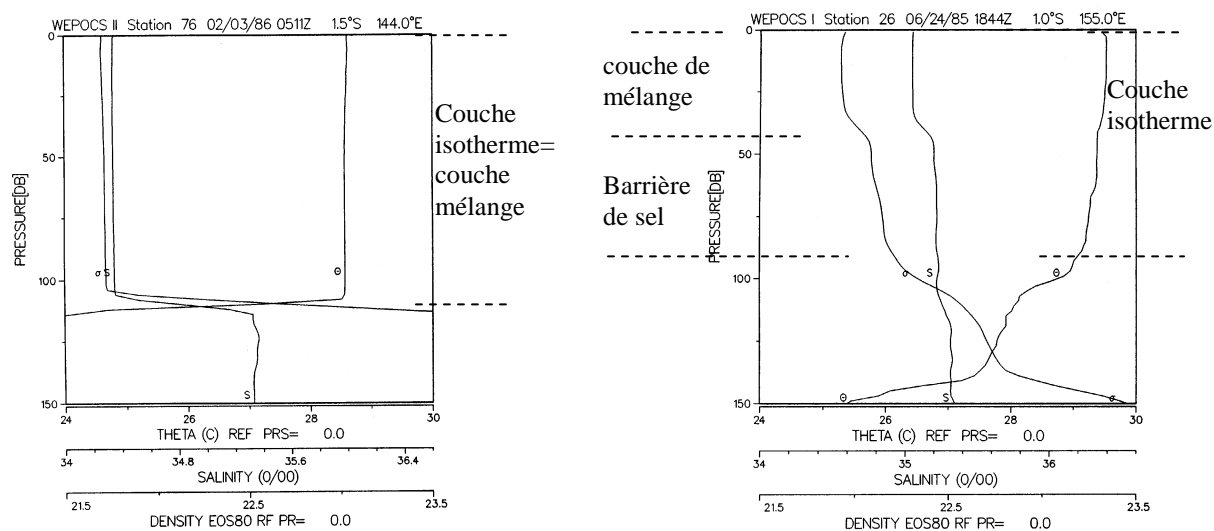 WEPOCS II Station 76 02/03/86 0511Z 1.5°S 144.0°E
0
50
100
150
PRESSURE[DB]
σ S
Θ
S
Couche
isotherme=
couche
mélange
24 26 28 30
THETA (C) REF PRS= 0.0
34 34.8 35.6 36.4
SALINITY (0/00)
21.5 22.5 23.5
DENSITY EOS80 RF PR= 0.0
WEPOCS I Station 26 06/24/85 1844Z 1.0°S 155.0°E
couche de
mélange
Barrière
de sel
0
50
100
150
PRESSURE[DB]
σ S Θ
Θ S σ
Couche
isotherme
24 26 28 30
THETA (C) REF PRS= 0.0
34 35 36
SALINITY (0/00)
21.5 22.5 23.5
DENSITY EOS80 RF PR= 0.0